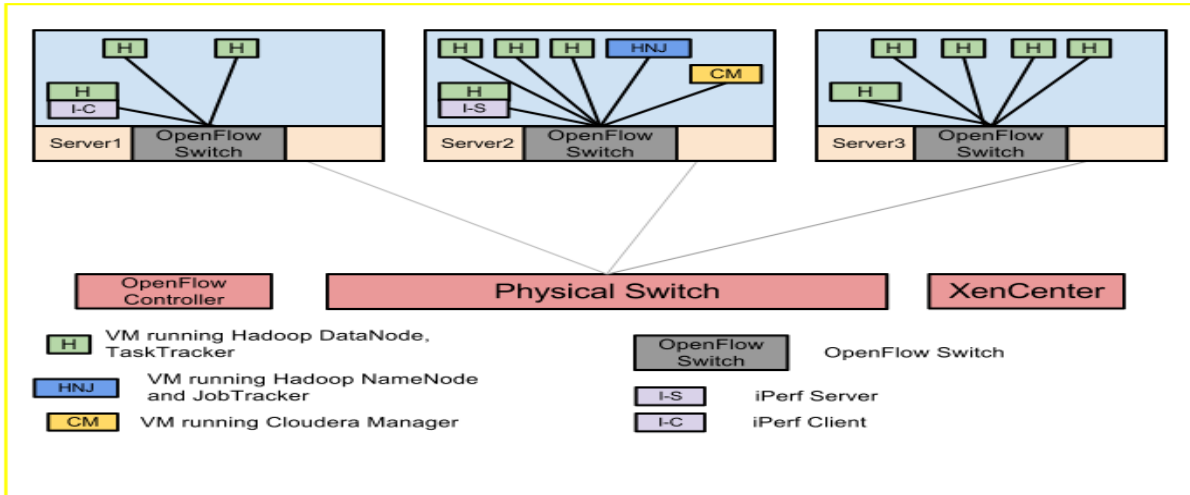 H
H
H
I-C
Server1
OpenFlow
Switch
H
H
H
HNJ
CM
H
I-S
Server2
OpenFlow
Switch
H
H
H
H
H
Server3
OpenFlow
Switch
OpenFlow
Controller
Physical Switch
XenCenter
H
VM running Hadoop DataNode,
TaskTracker
HNJ
VM running Hadoop NameNode
and JobTracker
CM
VM running Cloudera Manager
OpenFlow
Switch
OpenFlow Switch
I-S
iPerf Server
I-C
iPerf Client